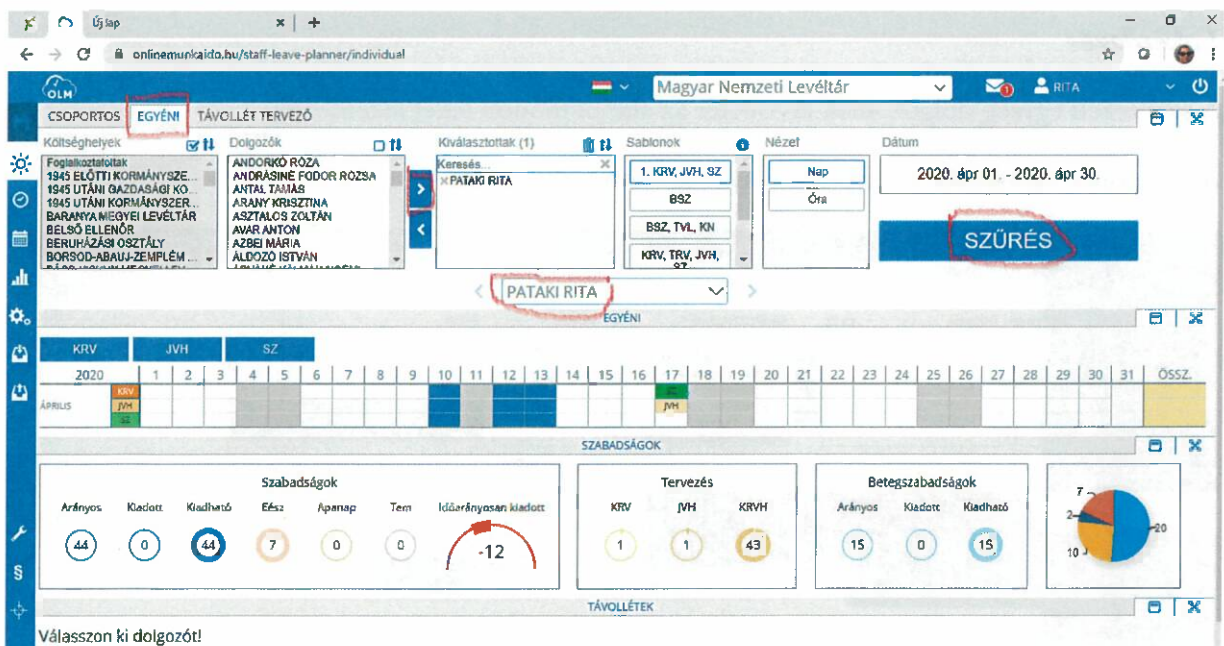 Új lap
onlinemunkaido.hu/staff-leave-planner/individual
OLM
Magyar Nemzeti Levéltár
RITA
CSOPORTOS EGYÉNI TÁVOLLÉT TERVEZŐ
Költséghelyek Dolgozók Kiválasztottak (1) Sablonok Nézet Dátum
Foglalkoztatottak
1945 ELŐTTI KORMÁNYSZE...
1945 UTÁNI GAZDASÁGI KO...
1945 UTÁNI KORMÁNYSZER...
BARANYA MEGYEI LEVÉLTÁR
BELSŐ ELLENŐR
BERUHÁZÁSI OSZTÁLY
BORSOD-ABAUJ-ZEMPLÉM ...
ANDORKÓ RÓZA
ANDRÁSINÉ FODOR RÓZSA
ANTAL TAMÁS
ARANY KRISZTINA
ASZTALOS ZOLTÁN
AVAR ANTON
AZBEI MÁRIA
ÁLDOZÓ ISTVÁN
Keresés...
PATAKI RITA
1. KRV, JVH, SZ
BSZ
BSZ, TVL, KN
KRV, TRV, JVH,
SZ
Nap
Óra
2020. ápr 01. - 2020. ápr 30.
SZŰRÉS
PATAKI RITA
EGYÉNI
KRV JVH SZ
2020 1 2 3 4 5 6 7 8 9 10 11 12 13 14 15 16 17 18 19 20 21 22 23 24 25 26 27 28 29 30 31 ÖSSZ.
ÁPRILIS
KRV
JVH
SZ
SZ
JVH
SZABADSÁGOK
Szabadságok
Arányos Kiadott Kiadható Eész Apanap Tem Időarányosan kiadott
44 0 44 7 0 0 -12
Tervezés
KRV JVH KRVH
1 1 43
Betegszabadságok
Arányos Kiadott Kiadható
15 0 15
7
2
10
20
TÁVOLLÉTEK
Válasszon ki dolgozót!